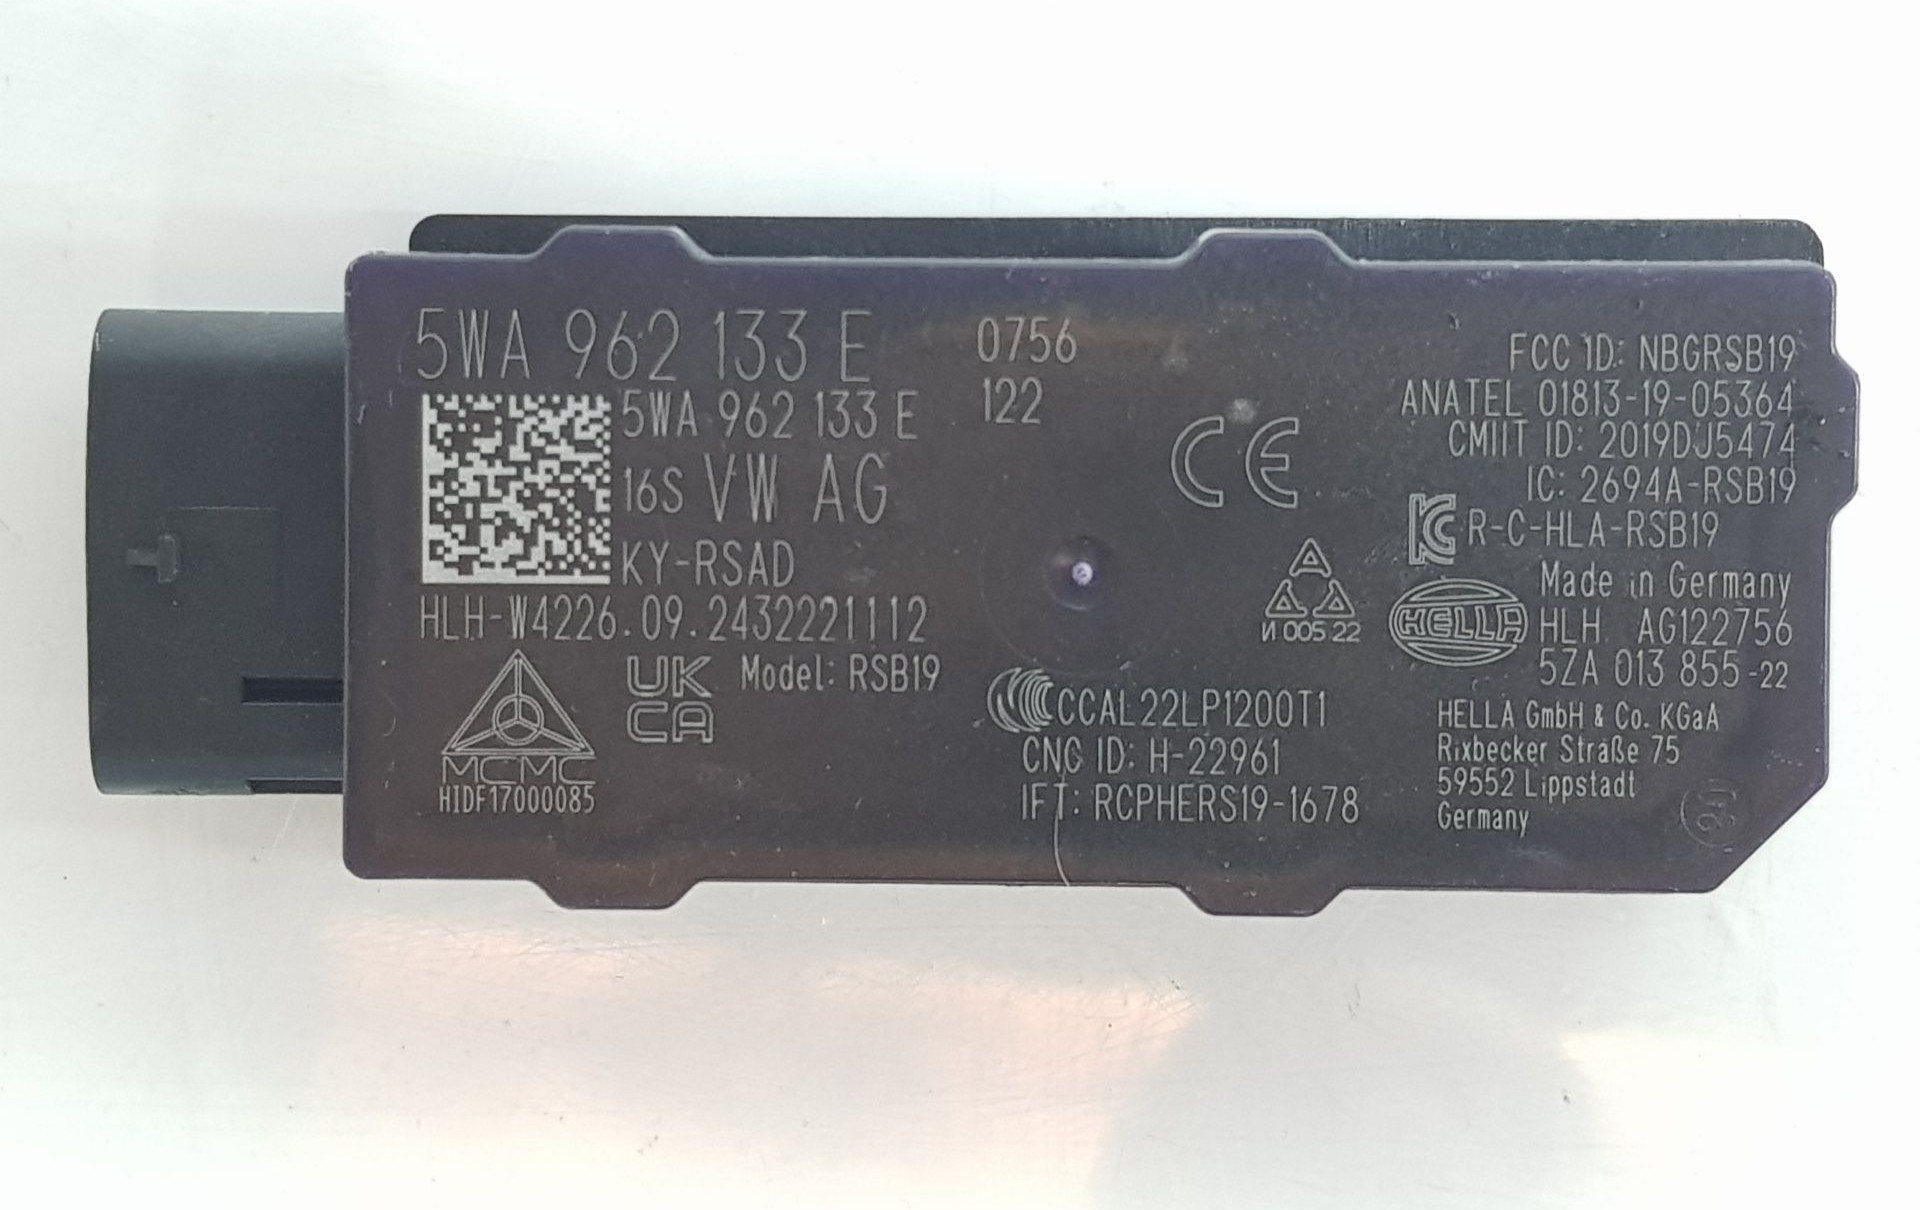 5WA 962 133 E
0756
122
5WA 962 133 E
16S VW AG
KY-RSAD
HLH-W4226.09.2432221112
MCMC
HIDF17000085
UK
CA
Model: RSB19
CE
И 005 22
CCCAL22LP1200T1
CNC ID: H-22961
IFT: RCPHERS19-1678
FCC ID: NBGRSB19
ANATEL 01813-19-05364
CMIIT ID: 2019DJ5474
IC: 2694A-RSB19
R-C-HLA-RSB19
Made in Germany
HELLA
HLH AG122756
5ZA 013 855-22
HELLA GmbH & Co. KGaA
Rixbecker Straße 75
59552 Lippstadt
Germany